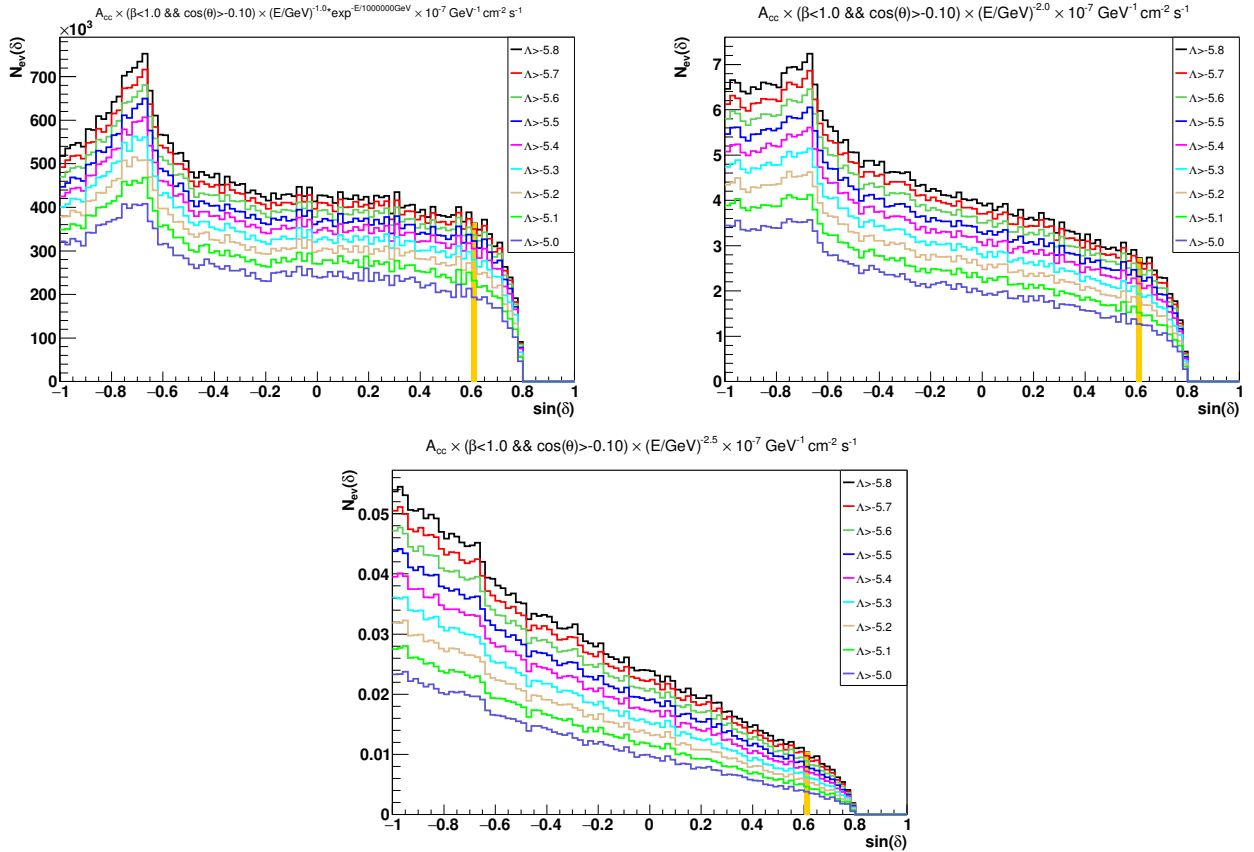 A_cc × (β<1.0 && cos(θ)>-0.10) × (E/GeV)^-1.0*exp^-E/1000000GeV × 10^-7 GeV^-1 cm^-2 s^-1
N_ev(δ)
×10^3
700
600
500
400
300
200
100
0
−1 −0.8 −0.6 −0.4 −0.2 0 0.2 0.4 0.6 0.8 1
sin(δ)
Λ>-5.8
Λ>-5.7
Λ>-5.6
Λ>-5.5
Λ>-5.4
Λ>-5.3
Λ>-5.2
Λ>-5.1
Λ>-5.0
A_cc × (β<1.0 && cos(θ)>-0.10) × (E/GeV)^-2.0 × 10^-7 GeV^-1 cm^-2 s^-1
N_ev(δ)
7
6
5
4
3
2
1
0
−1 −0.8 −0.6 −0.4 −0.2 0 0.2 0.4 0.6 0.8 1
sin(δ)
Λ>-5.8
Λ>-5.7
Λ>-5.6
Λ>-5.5
Λ>-5.4
Λ>-5.3
Λ>-5.2
Λ>-5.1
Λ>-5.0
A_cc × (β<1.0 && cos(θ)>-0.10) × (E/GeV)^-2.5 × 10^-7 GeV^-1 cm^-2 s^-1
N_ev(δ)
0.05
0.04
0.03
0.02
0.01
0
−1 −0.8 −0.6 −0.4 −0.2 0 0.2 0.4 0.6 0.8 1
sin(δ)
Λ>-5.8
Λ>-5.7
Λ>-5.6
Λ>-5.5
Λ>-5.4
Λ>-5.3
Λ>-5.2
Λ>-5.1
Λ>-5.0